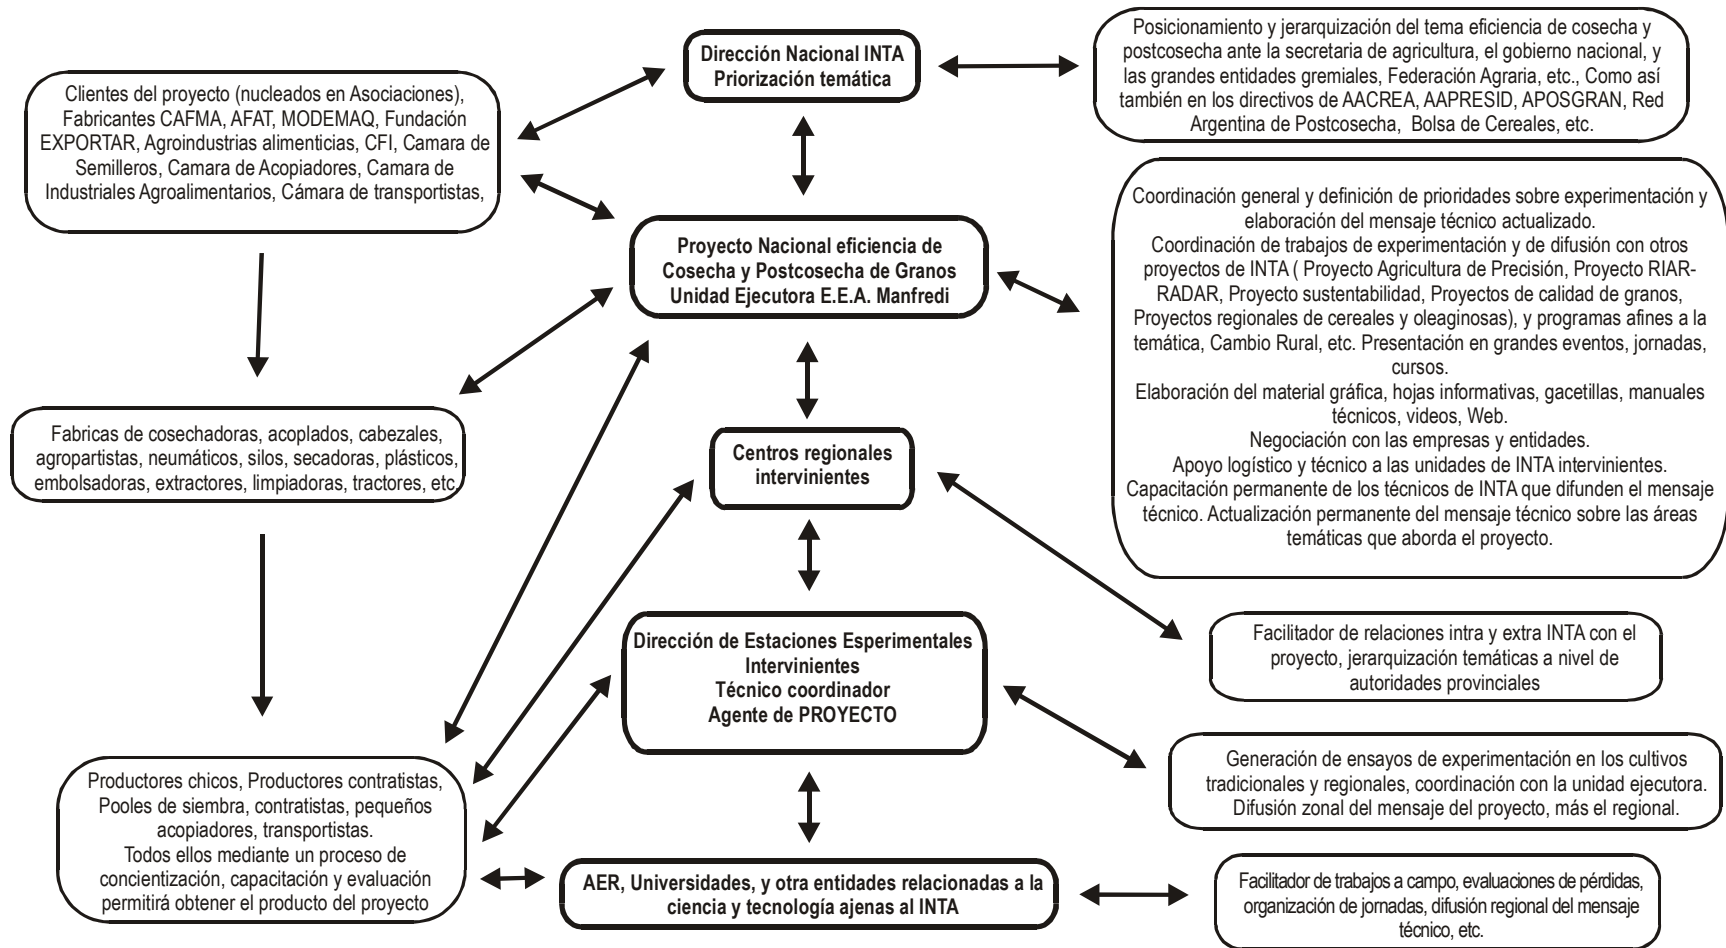 Dirección Nacional INTA
Priorización temática
Posicionamiento y jerarquización del tema eficiencia de cosecha y
postcosecha ante la secretaria de agricultura, el gobierno nacional, y
las grandes entidades gremiales, Federación Agraria, etc., Como así
también en los directivos de AACREA, AAPRESID, APOSGRAN, Red
Argentina de Postcosecha, Bolsa de Cereales, etc.
Clientes del proyecto (nucleados en Asociaciones),
Fabricantes CAFMA, AFAT, MODEMAQ, Fundación
EXPORTAR, Agroindustrias alimenticias, CFI, Camara de
Semilleros, Camara de Acopiadores, Camara de
Industriales Agroalimentarios, Cámara de transportistas,
Proyecto Nacional eficiencia de
Cosecha y Postcosecha de Granos
Unidad Ejecutora E.E.A. Manfredi
Coordinación general y definición de prioridades sobre experimentación y
elaboración del mensaje técnico actualizado.
Coordinación de trabajos de experimentación y de difusión con otros
proyectos de INTA ( Proyecto Agricultura de Precisión, Proyecto RIAR-
RADAR, Proyecto sustentabilidad, Proyectos de calidad de granos,
Proyectos regionales de cereales y oleaginosas), y programas afines a la
temática, Cambio Rural, etc. Presentación en grandes eventos, jornadas,
cursos.
Elaboración del material gráfica, hojas informativas, gacetillas, manuales
técnicos, videos, Web.
Negociación con las empresas y entidades.
Apoyo logístico y técnico a las unidades de INTA intervinientes.
Capacitación permanente de los técnicos de INTA que difunden el mensaje
técnico. Actualización permanente del mensaje técnico sobre las áreas
temáticas que aborda el proyecto.
Fabricas de cosechadoras, acoplados, cabezales,
agropartistas, neumáticos, silos, secadoras, plásticos,
embolsadoras, extractores, limpiadoras, tractores, etc.
Centros regionales
intervinientes
Facilitador de relaciones intra y extra INTA con el
proyecto, jerarquización temáticas a nivel de
autoridades provinciales
Dirección de Estaciones Esperimentales
Intervinientes
Técnico coordinador
Agente de PROYECTO
Generación de ensayos de experimentación en los cultivos
tradicionales y regionales, coordinación con la unidad ejecutora.
Difusión zonal del mensaje del proyecto, más el regional.
Productores chicos, Productores contratistas,
Pooles de siembra, contratistas, pequeños
acopiadores, transportistas.
Todos ellos mediante un proceso de
concientización, capacitación y evaluación
permitirá obtener el producto del proyecto
AER, Universidades, y otra entidades relacionadas a la
ciencia y tecnología ajenas al INTA
Facilitador de trabajos a campo, evaluaciones de pérdidas,
organización de jornadas, difusión regional del mensaje
técnico, etc.